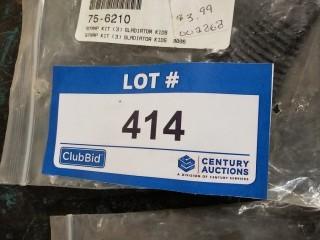 75-6210
STRAP KIT (3) GLADIATOR KIDS
STRAP KIT (3) GLADIATOR KIDS
$3.99
002262
LOT #
414
ClubBid
CENTURY
AUCTIONS
A DIVISION OF CENTURY SERVICES